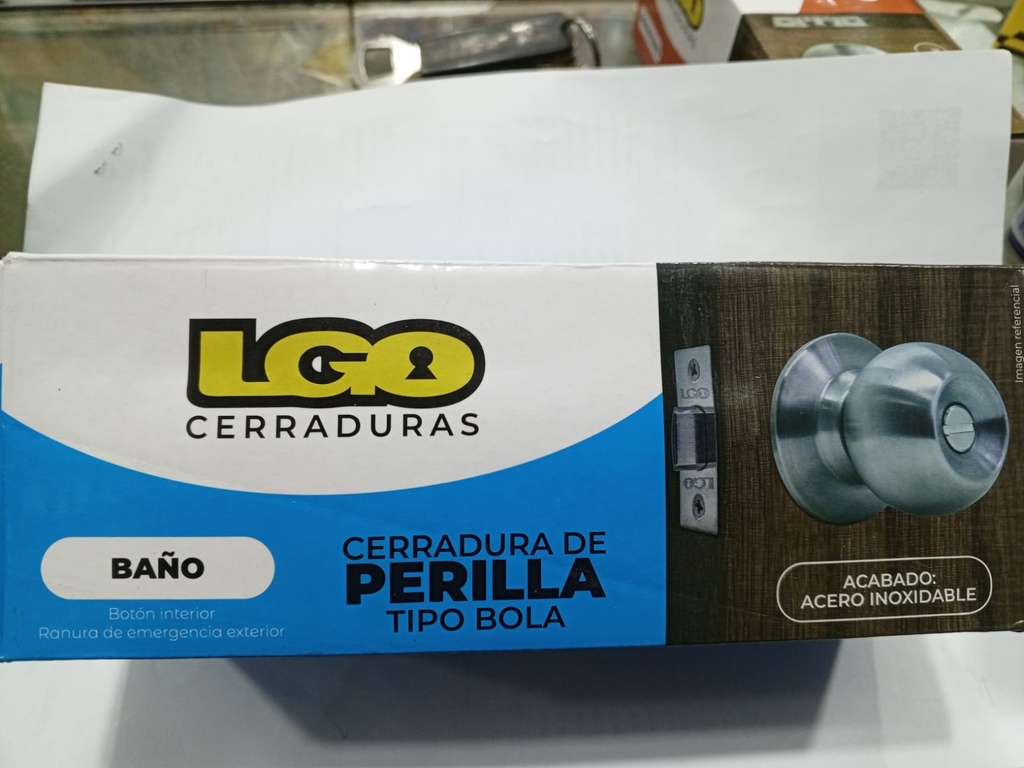 LGO
CERRADURAS
BAÑO
Botón interior
Ranura de emergencia exterior
CERRADURA DE
PERILLA
TIPO BOLA
LGO
LGO
ACABADO:
ACERO INOXIDABLE
Imagen referencial